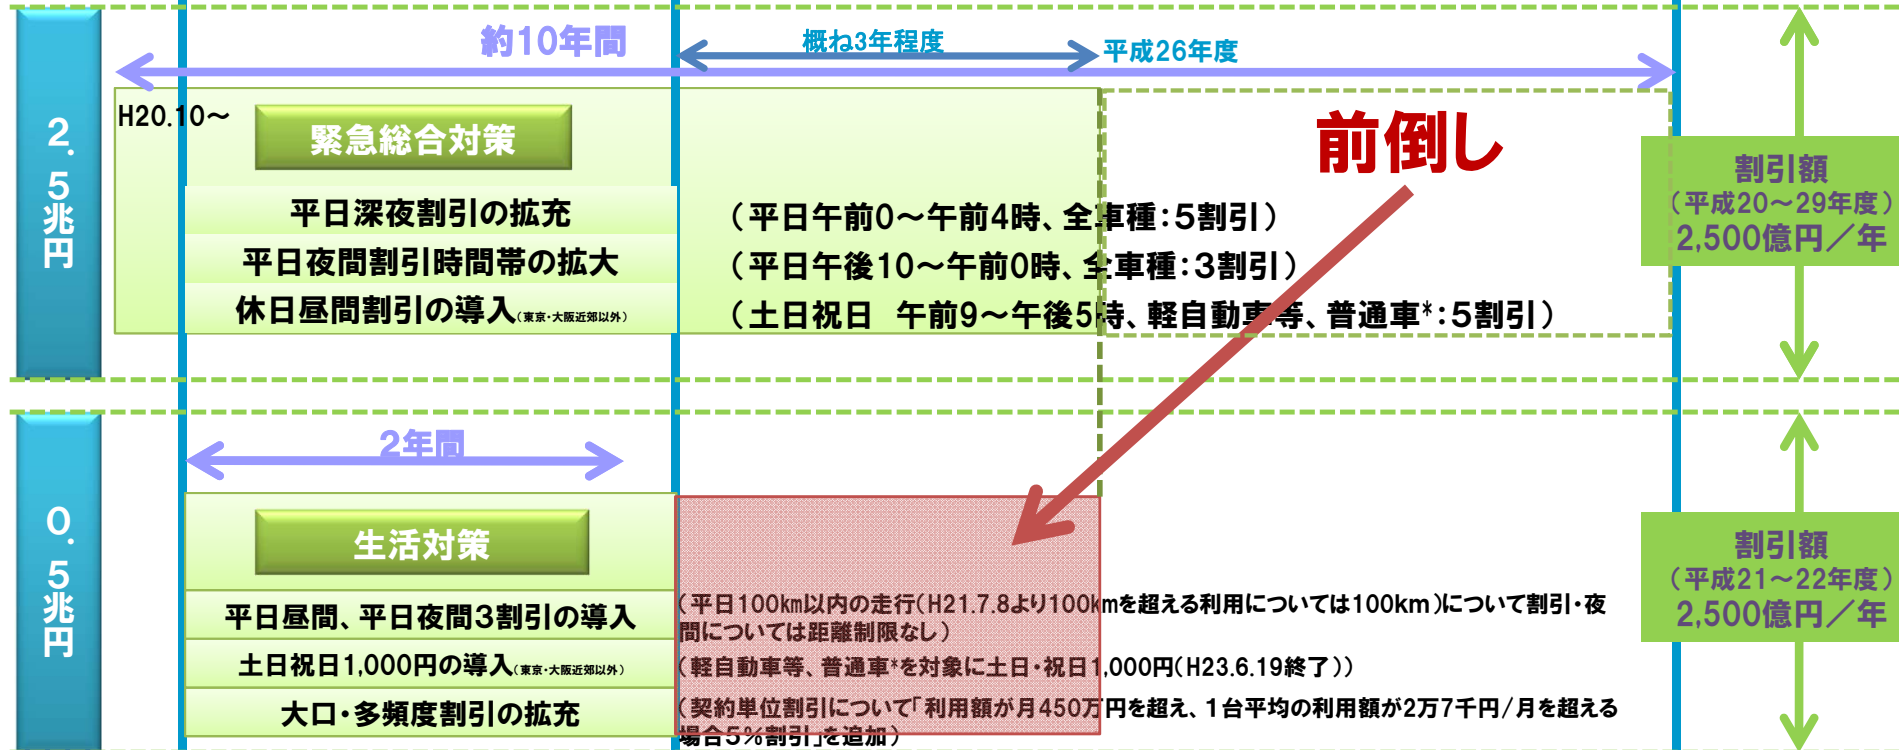 約10年間
概ね3年程度
平成26年度
2.5兆円
H20.10～
緊急総合対策
前倒し
平日深夜割引の拡充
（平日午前0～午前4時、全車種：5割引）
平日夜間割引時間帯の拡大
（平日午後10～午前0時、全車種：3割引）
休日昼間割引の導入（東京・大阪近郊以外）
（土日祝日　午前9～午後5時、軽自動車等、普通車*：5割引）
割引額
（平成20～29年度）
2,500億円／年
0.5兆円
2年間
生活対策
平日昼間、平日夜間3割引の導入
（平日100km以内の走行（H21.7.8より100kmを超える利用については100km）について割引・夜
間については距離制限なし）
土日祝日1,000円の導入（東京・大阪近郊以外）
（軽自動車等、普通車*を対象に土日・祝日1,000円（H23.6.19終了））
大口・多頻度割引の拡充
（契約単位割引について「利用額が月450万円を超え、1台平均の利用額が2万7千円/月を超える
場合5％割引」を追加）
割引額
（平成21～22年度）
2,500億円／年